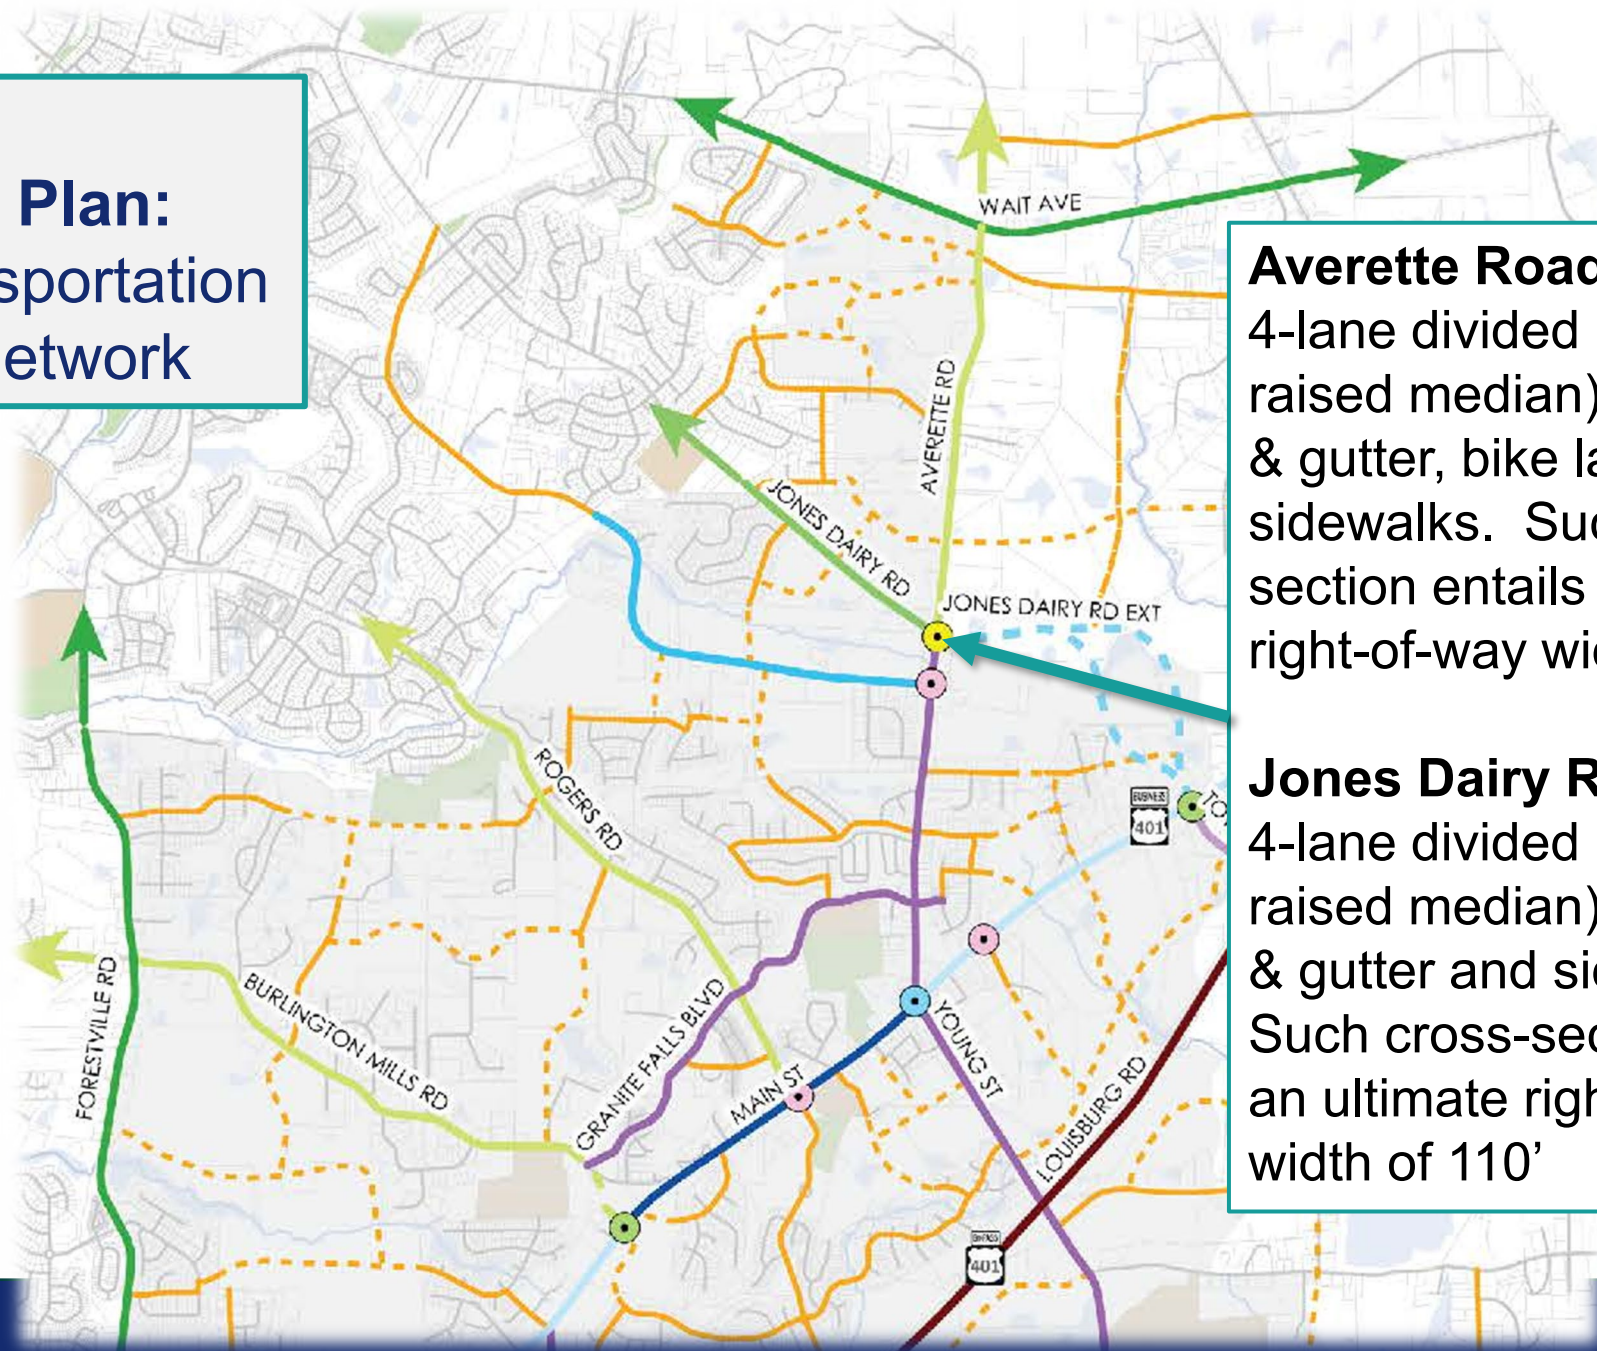 Plan:
sportation
etwork
WAIT AVE
AVERETTE RD
JONES DAIRY RD
JONES DAIRY RD EXT
ROGERS RD
BUSINESS
401
TO
FORESTVILLE RD
BURLINGTON MILLS RD
GRANITE FALLS BLVD
MAIN ST
YOUNG ST
LOUISBURG RD
BYPASS
401
Averette Road
4-lane divided
raised median)
& gutter, bike la
sidewalks. Suc
section entails
right-of-way wid
Jones Dairy R
4-lane divided
raised median)
& gutter and sid
Such cross-sec
an ultimate righ
width of 110’